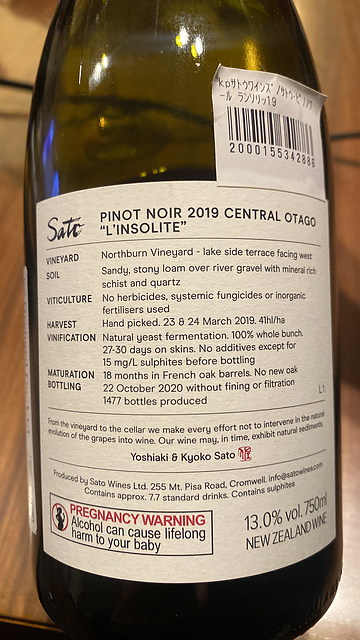 kpサトウワインズ/サトウ・ピノノワ
ール ランソリッ19
2000155342886
Sato
PINOT NOIR 2019 CENTRAL OTAGO
"L'INSOLITE"
VINEYARD Northburn Vineyard - lake side terrace facing west
SOIL Sandy, stony loam over river gravel with mineral rich
schist and quartz
VITICULTURE No herbicides, systemic fungicides or inorganic
fertilisers used
HARVEST Hand picked. 23 & 24 March 2019. 41hl/ha
VINIFICATION Natural yeast fermentation. 100% whole bunch.
27-30 days on skins. No additives except for
15 mg/L sulphites before bottling
MATURATION 18 months in French oak barrels. No new oak
BOTTLING 22 October 2020 without fining or filtration
1477 bottles produced
L1
From the vineyard to the cellar we make every effort not to intervene in the natural
evolution of the grapes into wine. Our wine may, in time, exhibit natural sediments.
Yoshiaki & Kyoko Sato
Produced by Sato Wines Ltd. 255 Mt. Pisa Road, Cromwell. info@satowines.com
Contains approx. 7.7 standard drinks. Contains sulphites
PREGNANCY WARNING
Alcohol can cause lifelong
harm to your baby
13.0% vol. 750ml
NEW ZEALAND WINE